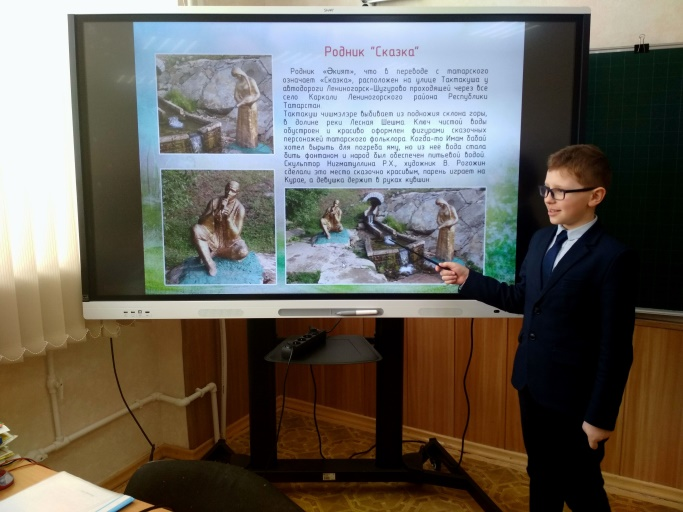 Родник "Сказка"
Родник «Әкият», что в переводе с татарского
означает «Сказка», расположен на улице Тактакуша у
автодороги Лениногорск-Шугурово проходящей через все
село Каркали Лениногорского района Республики
Татарстан
Тактакуш чишмэлэре выбивает из подножия склона горы,
в долине реки Лесная Шешма. Ключ чистой воды
обустроен и красиво оформлен фигурами сказочных
персонажей татарского фольклора. Когда-то Имам бабай
хотел вырыть для погреба яму, но из неё вода стала
бить фонтаном и народ был обеспечен питьевой водой.
Скульптор Нигматуллин Р.Х., художник В. Рогожин
сделали это место сказочно красивым, парень играет на
Курае, а девушка держит в руках кувшин.